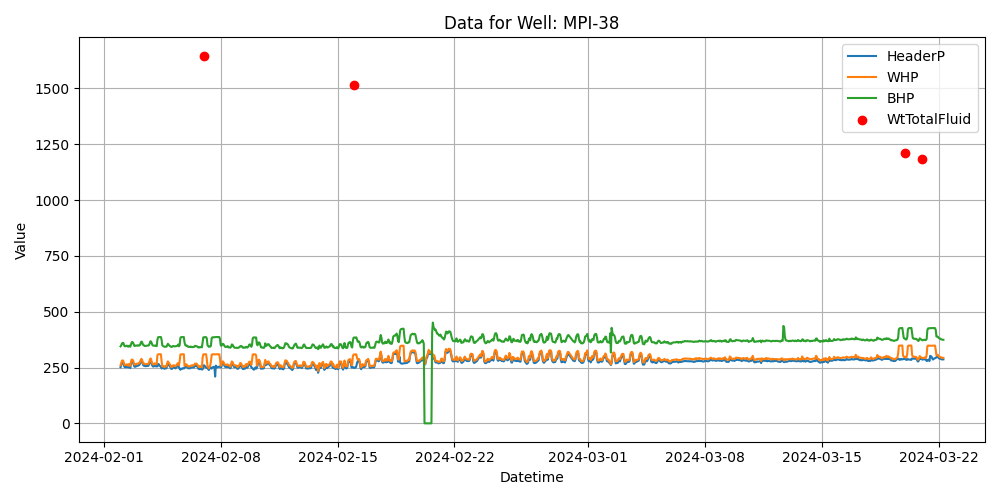 Data for Well: MPI-38
HeaderP
WHP
BHP
WtTotalFluid
Value
1500
1250
1000
750
500
250
0
2024-02-01 2024-02-08 2024-02-15 2024-02-22 2024-03-01 2024-03-08 2024-03-15 2024-03-22
Datetime